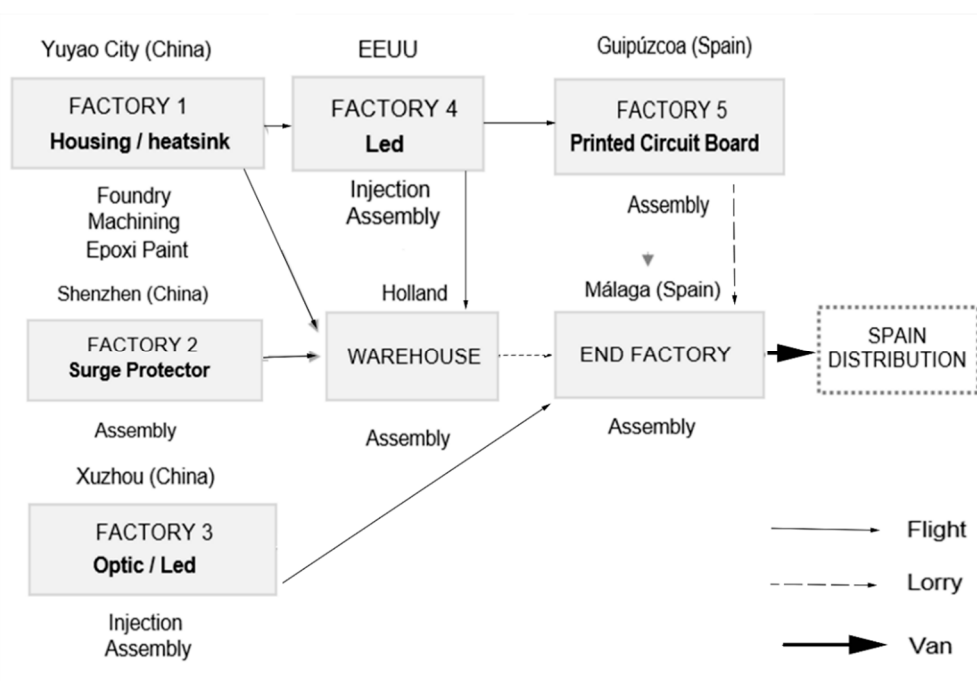 Yuyao City (China)
EEUU
Guipúzcoa (Spain)
FACTORY 1
Housing / heatsink
FACTORY 4
Led
FACTORY 5
Printed Circuit Board
Foundry
Machining
Epoxi Paint
Injection
Assembly
Assembly
Shenzhen (China)
Holland
Málaga (Spain)
FACTORY 2
Surge Protector
WAREHOUSE
END FACTORY
SPAIN
DISTRIBUTION
Assembly
Assembly
Assembly
Xuzhou (China)
FACTORY 3
Optic / Led
Injection
Assembly
Flight
Lorry
Van